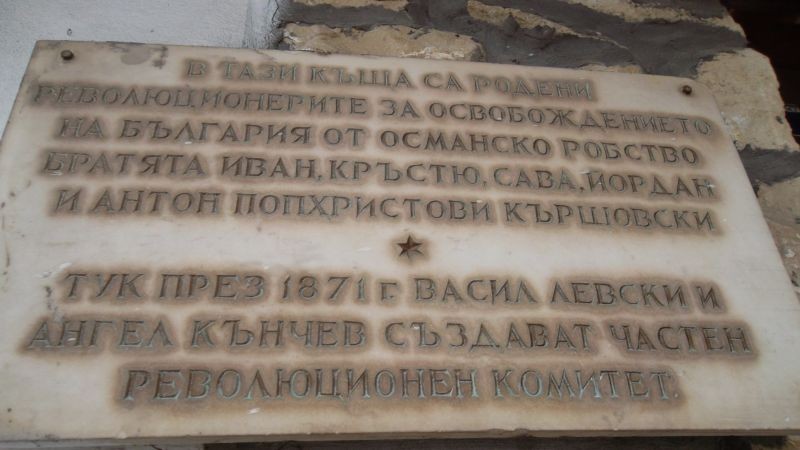 В ТАЗИ КЪЩА СА РОДЕНИ
РЕВОЛЮЦИОНЕРИТЕ ЗА ОСВОБОЖДЕНИЕТО
НА БЪЛГАРИЯ ОТ ОСМАНСКО РОБСТВО
БРАТЯТА ИВАН, КРЪСТЮ, САВА, ЙОРДАН
И АНТОН ПОПХРИСТОВИ КЪРШОВСКИ
ТУК ПРЕЗ 1871 Г. ВАСИЛ ЛЕВСКИ И
АНГЕЛ КЪНЧЕВ СЪЗДАВАТ ЧАСТЕН
РЕВОЛЮЦИОНЕН КОМИТЕТ.